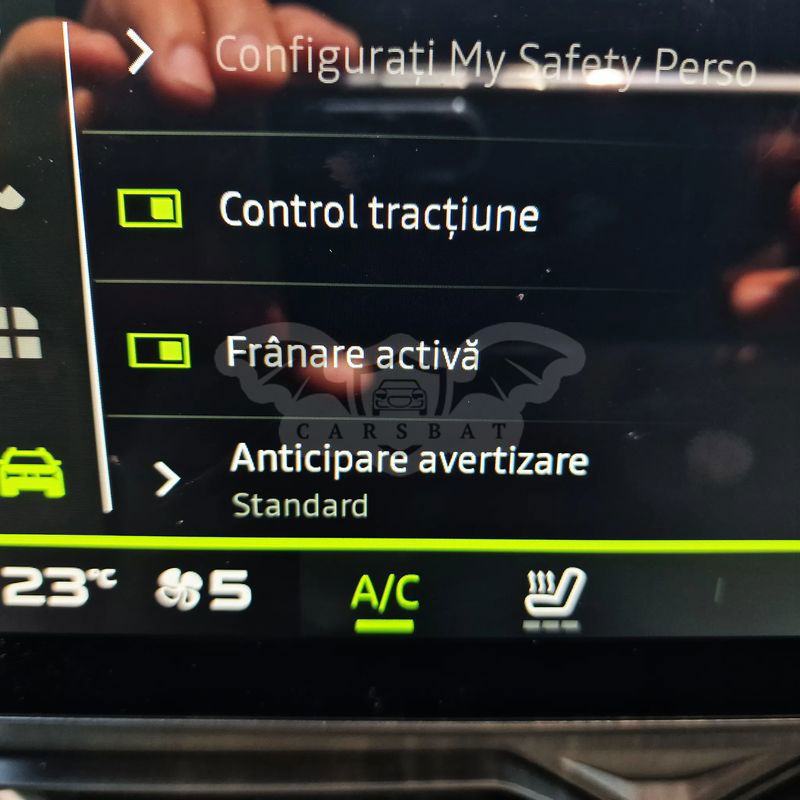 Configurați My Safety Perso
Control tracțiune
Frânare activă
CARSBAT
Anticipare avertizare
Standard
23°C 5 A/C